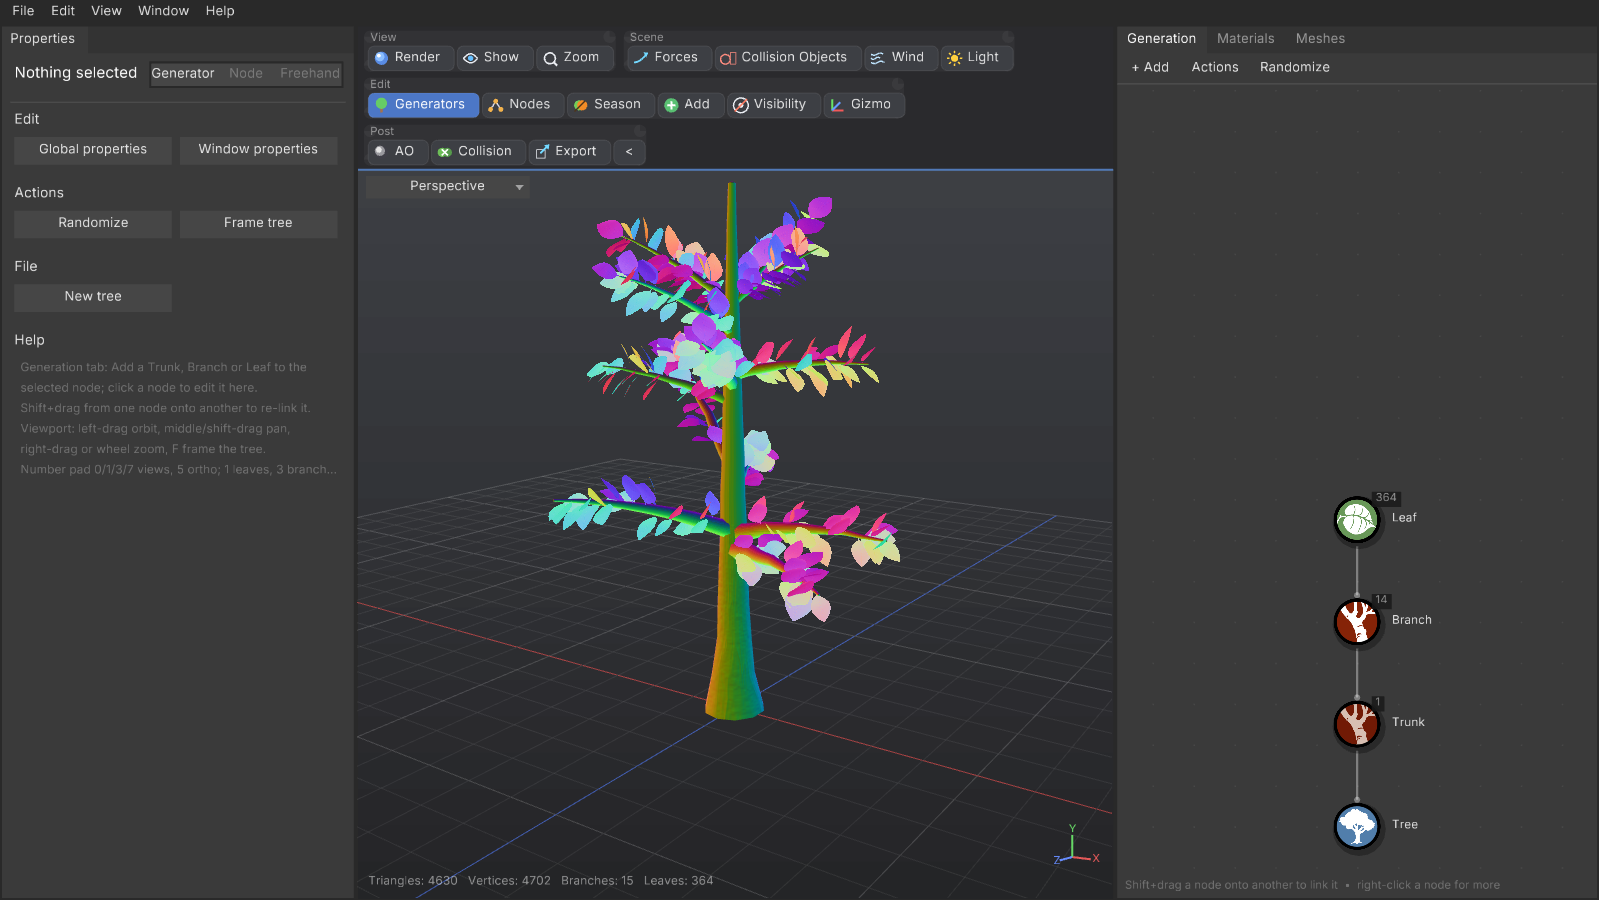 File Edit View Window Help
Properties
Nothing selected Generator Node Freehand
Edit
Global properties Window properties
Actions
Randomize Frame tree
File
New tree
Help
Generation tab: Add a Trunk, Branch or Leaf to the
selected node; click a node to edit it here.
Shift+drag from one node onto another to re-link it.
Viewport: left-drag orbit, middle/shift-drag pan,
right-drag or wheel zoom, F frame the tree.
Number pad 0/1/3/7 views, 5 ortho; 1 leaves, 3 branch...
View
Render Show Zoom
Scene
Forces Collision Objects Wind Light
Edit
Generators Nodes Season Add Visibility Gizmo
Post
AO Collision Export <
Perspective
Y
Z X
Triangles: 4630 Vertices: 4702 Branches: 15 Leaves: 364
Generation Materials Meshes
+ Add Actions Randomize
364
Leaf
14
Branch
1
Trunk
Tree
Shift+drag a node onto another to link it • right-click a node for more